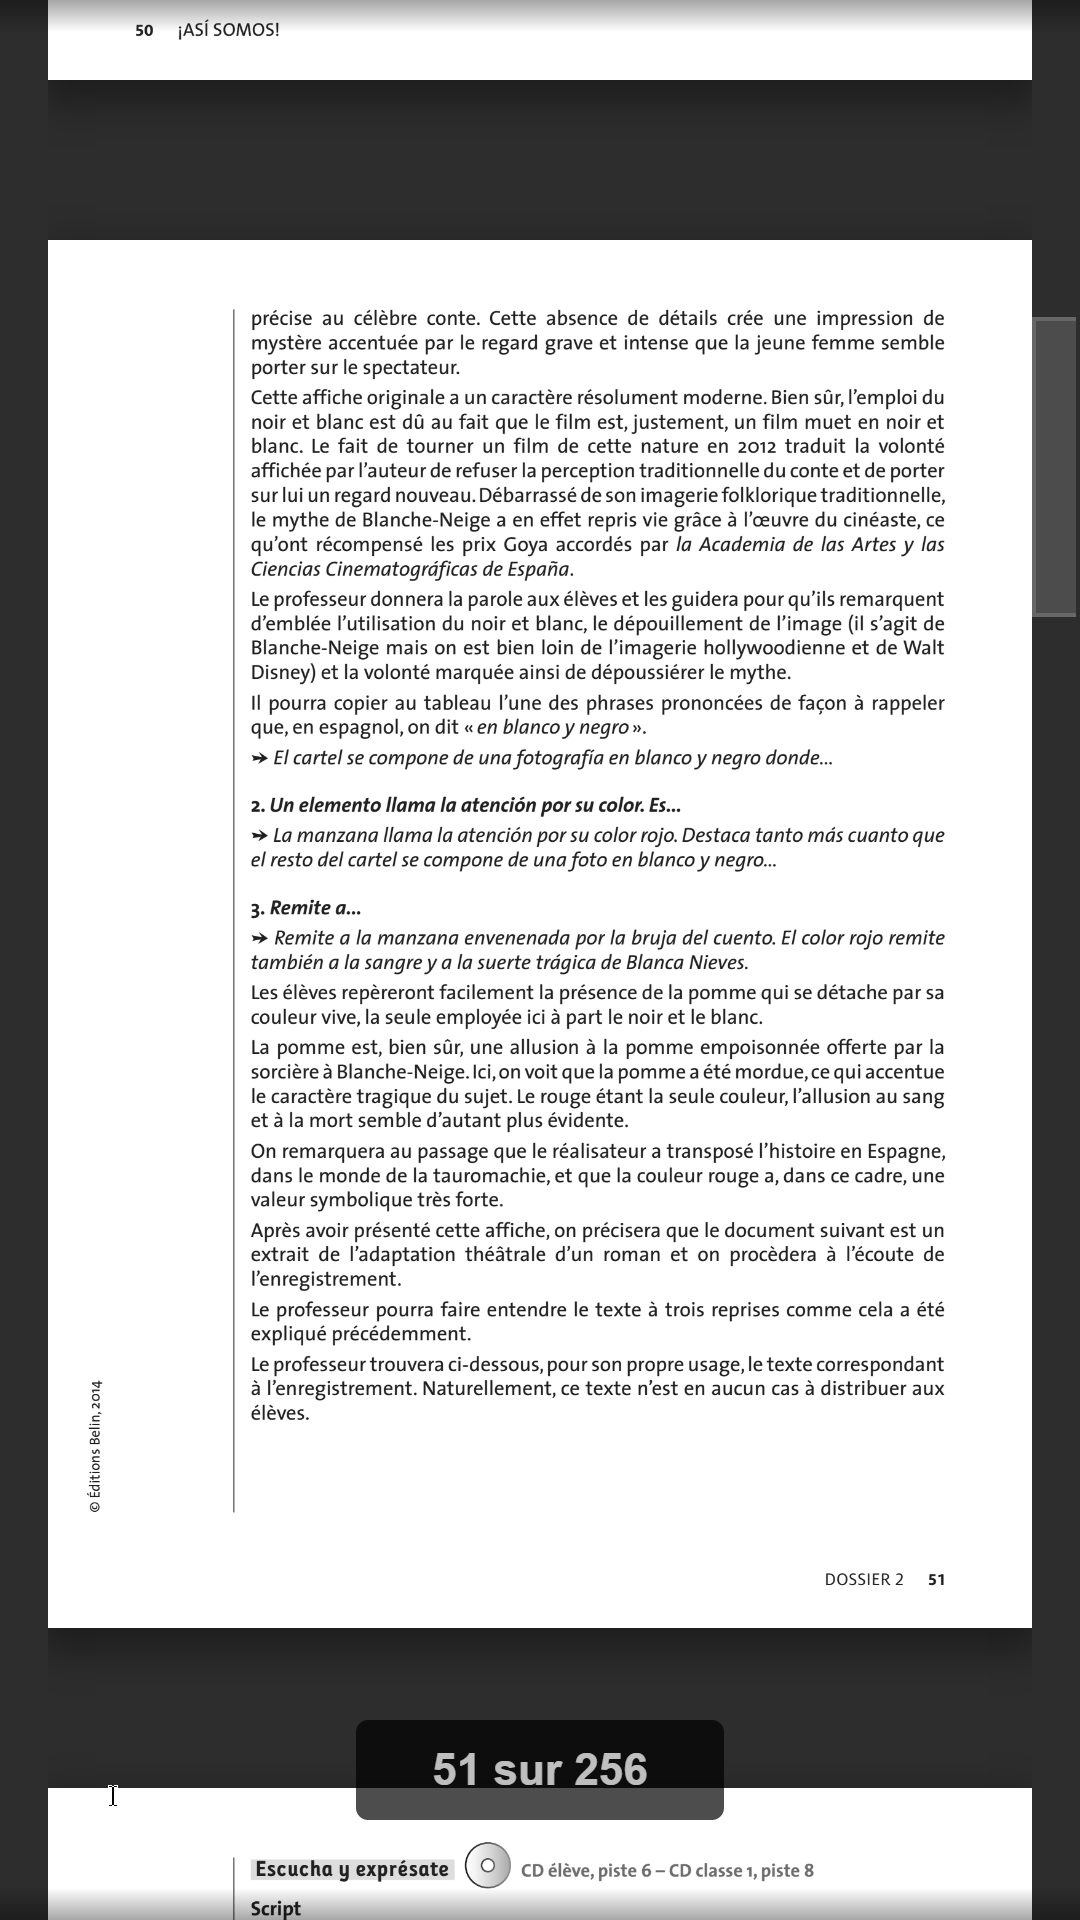 50 ¡ASÍ SOMOS!
précise au célèbre conte. Cette absence de détails crée une impression de
mystère accentuée par le regard grave et intense que la jeune femme semble
porter sur le spectateur.
Cette affiche originale a un caractère résolument moderne. Bien sûr, l’emploi du
noir et blanc est dû au fait que le film est, justement, un film muet en noir et
blanc. Le fait de tourner un film de cette nature en 2012 traduit la volonté
affichée par l’auteur de refuser la perception traditionnelle du conte et de porter
sur lui un regard nouveau. Débarrassé de son imagerie folklorique traditionnelle,
le mythe de Blanche-Neige a en effet repris vie grâce à l’œuvre du cinéaste, ce
qu’ont récompensé les prix Goya accordés par la Academia de las Artes y las
Ciencias Cinematográficas de España.
Le professeur donnera la parole aux élèves et les guidera pour qu’ils remarquent
d’emblée l’utilisation du noir et blanc, le dépouillement de l’image (il s’agit de
Blanche-Neige mais on est bien loin de l’imagerie hollywoodienne et de Walt
Disney) et la volonté marquée ainsi de dépoussiérer le mythe.
Il pourra copier au tableau l’une des phrases prononcées de façon à rappeler
que, en espagnol, on dit « en blanco y negro ».
➛ El cartel se compone de una fotografía en blanco y negro donde...
2. Un elemento llama la atención por su color. Es...
➛ La manzana llama la atención por su color rojo. Destaca tanto más cuanto que
el resto del cartel se compone de una foto en blanco y negro...
3. Remite a...
➛ Remite a la manzana envenenada por la bruja del cuento. El color rojo remite
también a la sangre y a la suerte trágica de Blanca Nieves.
Les élèves repèreront facilement la présence de la pomme qui se détache par sa
couleur vive, la seule employée ici à part le noir et le blanc.
La pomme est, bien sûr, une allusion à la pomme empoisonnée offerte par la
sorcière à Blanche-Neige. Ici, on voit que la pomme a été mordue, ce qui accentue
le caractère tragique du sujet. Le rouge étant la seule couleur, l’allusion au sang
et à la mort semble d’autant plus évidente.
On remarquera au passage que le réalisateur a transposé l’histoire en Espagne,
dans le monde de la tauromachie, et que la couleur rouge a, dans ce cadre, une
valeur symbolique très forte.
Après avoir présenté cette affiche, on précisera que le document suivant est un
extrait de l’adaptation théâtrale d’un roman et on procèdera à l’écoute de
l’enregistrement.
Le professeur pourra faire entendre le texte à trois reprises comme cela a été
expliqué précédemment.
Le professeur trouvera ci-dessous, pour son propre usage, le texte correspondant
à l’enregistrement. Naturellement, ce texte n’est en aucun cas à distribuer aux
élèves.
© Éditions Belin, 2014
DOSSIER 2 51
51 sur 256
Escucha y exprésate CD élève, piste 6 – CD classe 1, piste 8
Script